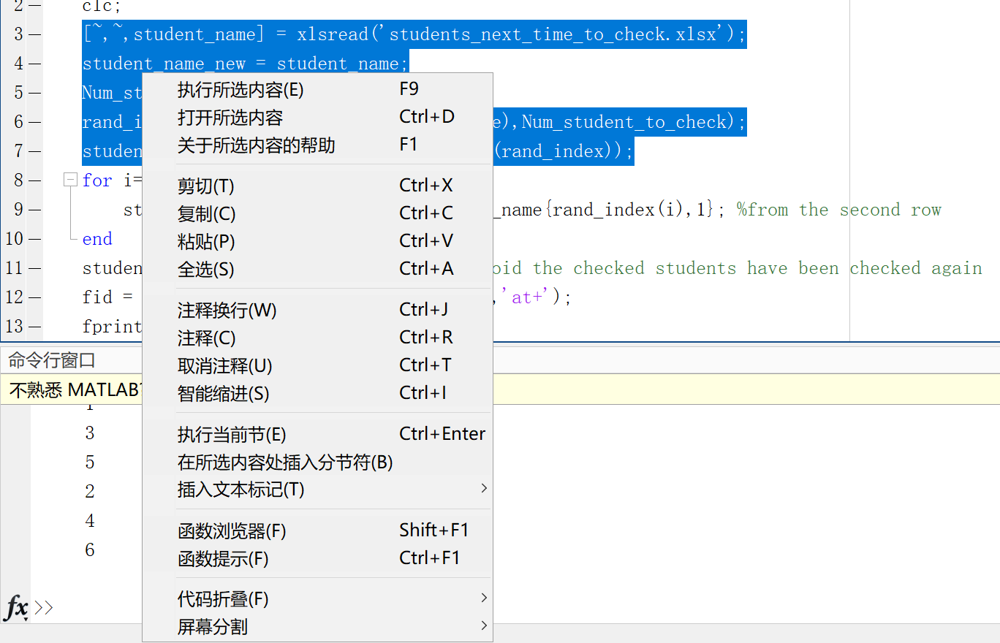 2 — clc;
3 — [~,~,student_name] = xlsread('students_next_time_to_check.xlsx');
4 — student_name_new = student_name;
5 — Num_st
6 — rand_i e),Num_student_to_check);
7 — studen (rand_index));
8 — for i=
9 — st _name{rand_index(i),1}; %from the second row
10 — end
11 — studen oid the checked students have been checked again
12 — fid = ,'at+');
13 — fprint
执行所选内容(E) F9
打开所选内容 Ctrl+D
关于所选内容的帮助 F1
剪切(T) Ctrl+X
复制(C) Ctrl+C
粘贴(P) Ctrl+V
全选(S) Ctrl+A
注释换行(W) Ctrl+J
注释(C) Ctrl+R
取消注释(U) Ctrl+T
智能缩进(S) Ctrl+I
执行当前节(E) Ctrl+Enter
在所选内容处插入分节符(B)
插入文本标记(T)
函数浏览器(F) Shift+F1
函数提示(F) Ctrl+F1
代码折叠(F)
屏幕分割
命令行窗口
不熟悉 MATLAB?
1
3
5
2
4
6
fx >>